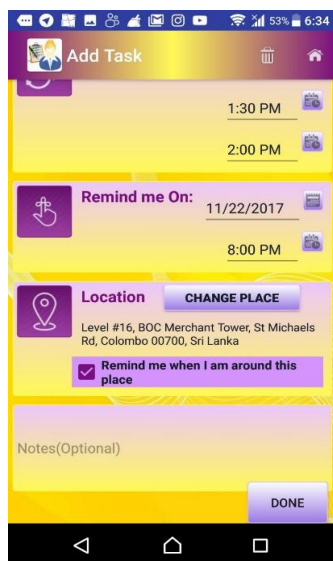 53% 6:34
Add Task
1:30 PM
2:00 PM
Remind me On:
11/22/2017
8:00 PM
Location
CHANGE PLACE
Level #16, BOC Merchant Tower, St Michaels
Rd, Colombo 00700, Sri Lanka
Remind me when I am around this
place
Notes(Optional)
DONE